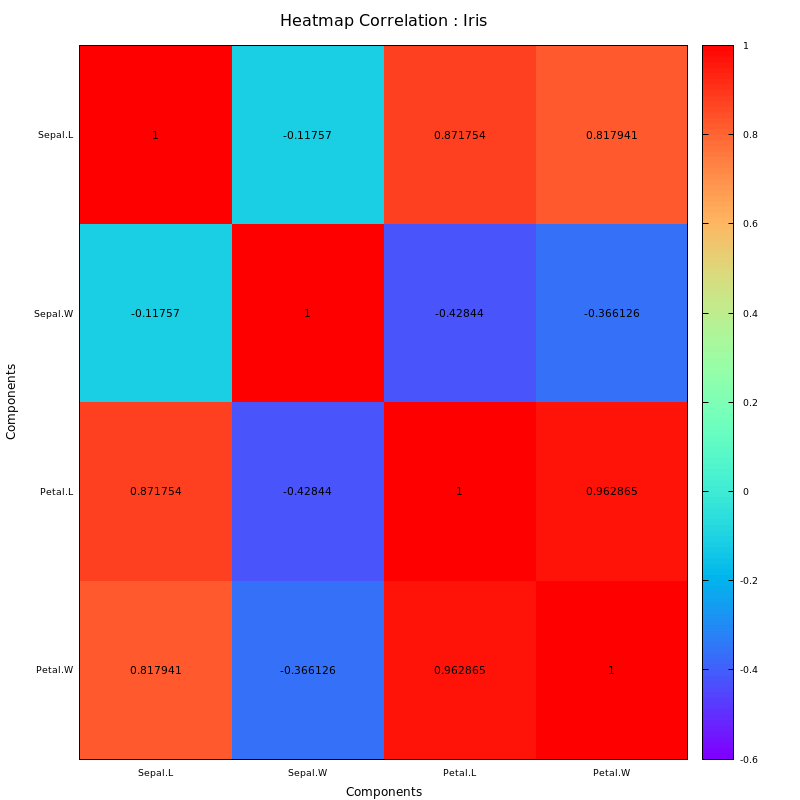 Heatmap Correlation : Iris
Sepal.L 1 -0.11757 0.871754 0.817941
Sepal.W -0.11757 1 -0.42844 -0.366126
Petal.L 0.871754 -0.42844 1 0.962865
Petal.W 0.817941 -0.366126 0.962865 1
Sepal.L Sepal.W Petal.L Petal.W
Components
Components
1
0.8
0.6
0.4
0.2
0
-0.2
-0.4
-0.6